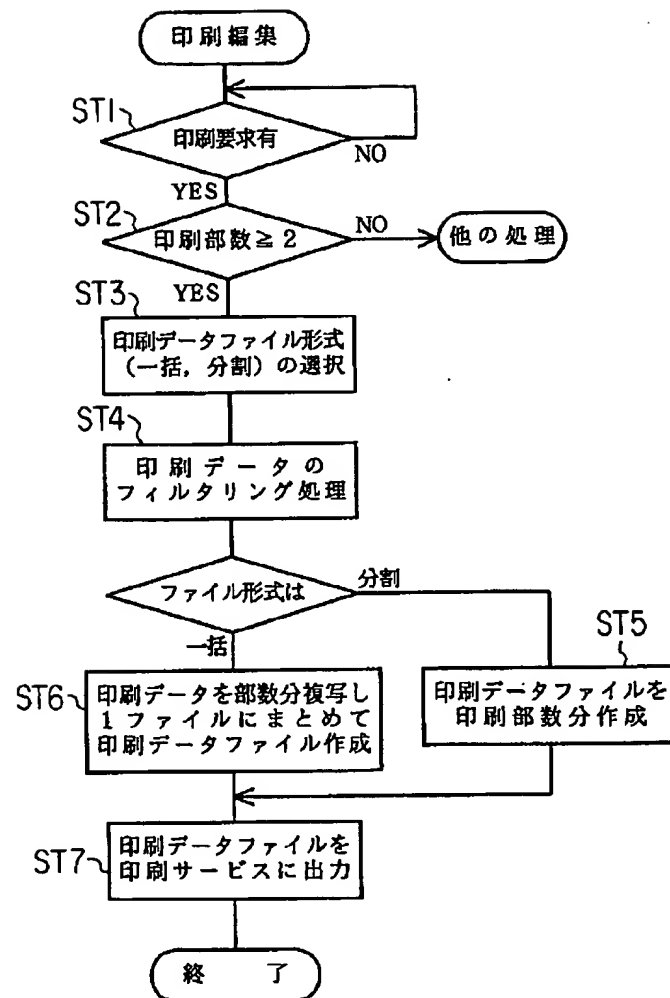 印刷編集
ST1
印刷要求有
NO
YES
ST2
印刷部数≧2
NO
他の処理
YES
ST3
印刷データファイル形式
(一括，分割)の選択
ST4
印刷データの
フィルタリング処理
ファイル形式は
分割
一括
ST5
印刷データファイルを
印刷部数分作成
ST6
印刷データを部数分複写し
1ファイルにまとめて
印刷データファイル作成
ST7
印刷データファイルを
印刷サービスに出力
終了